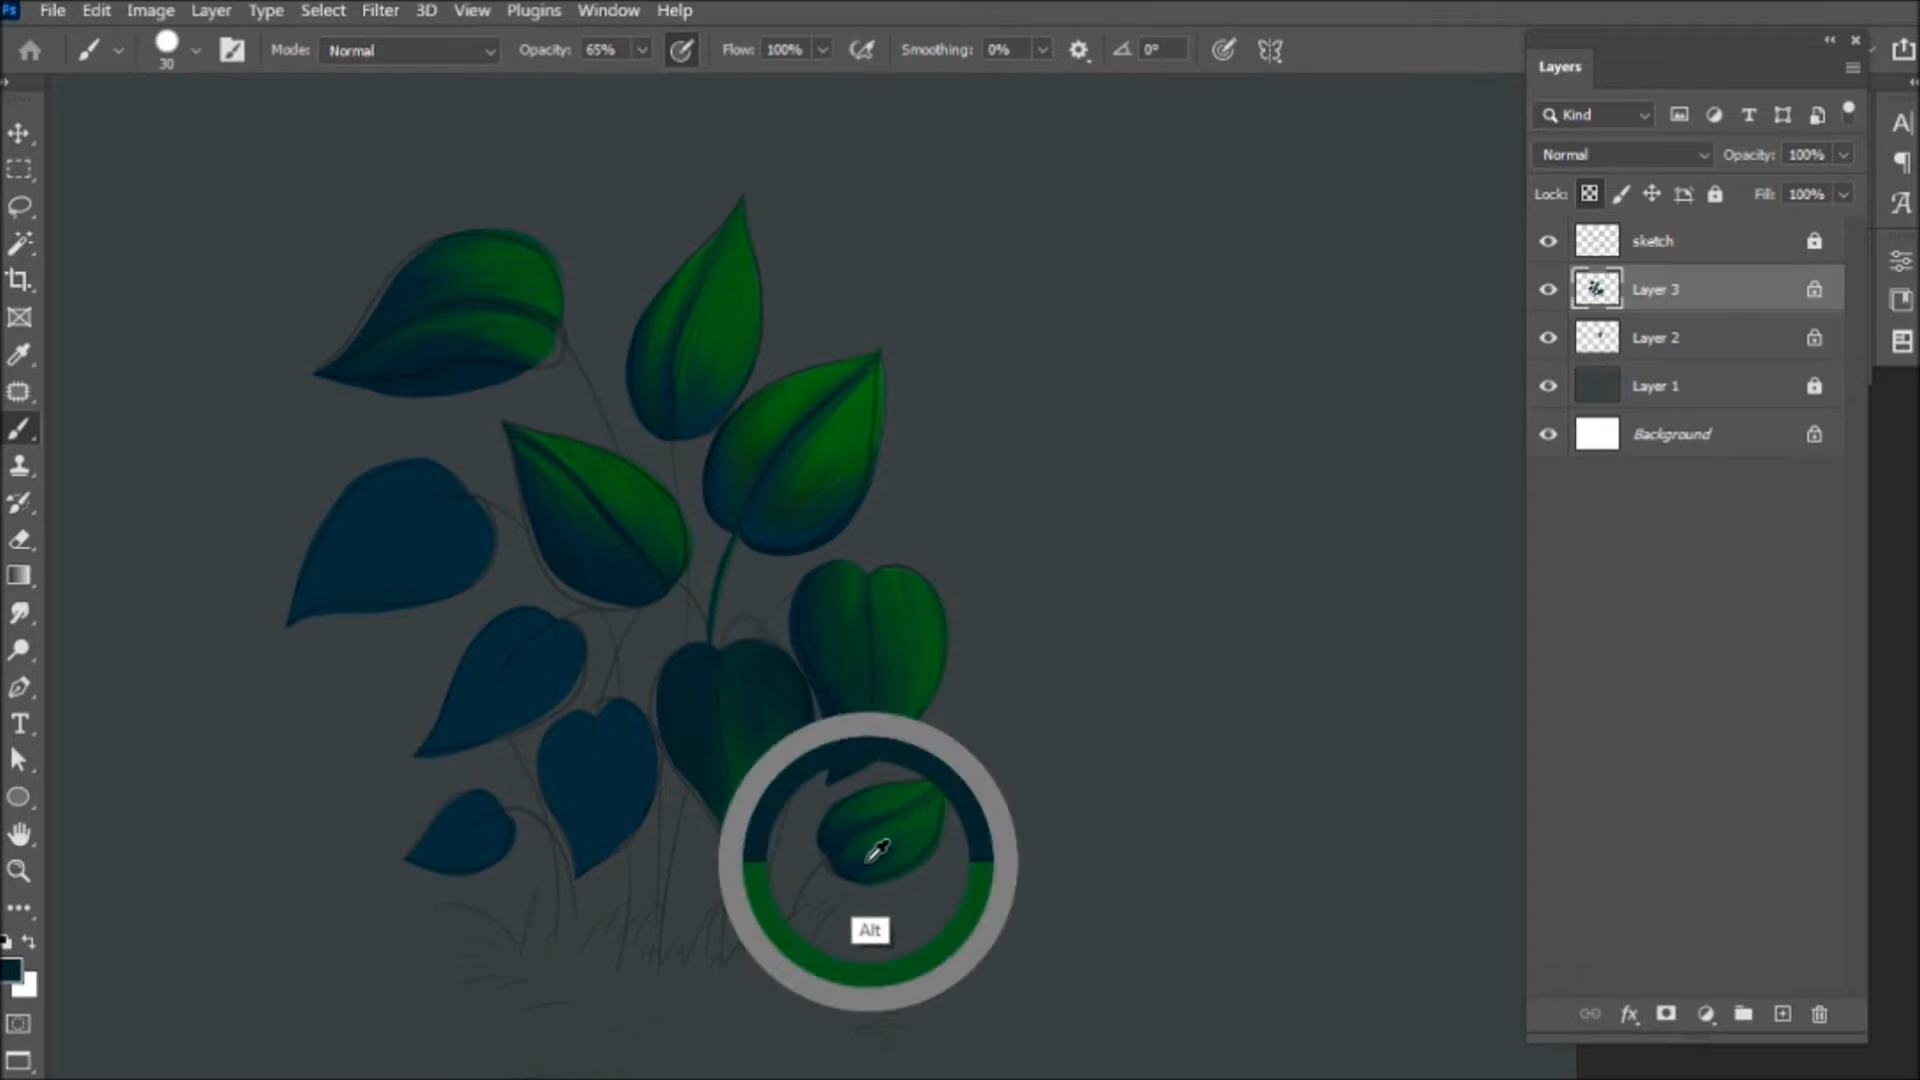 Ps File Edit Image Layer Type Select Filter 3D View Plugins Window Help
30 Mode: Normal Opacity: 65% Flow: 100% Smoothing: 0% 0°
Layers
Kind
Normal Opacity: 100%
Lock: Fill: 100%
sketch
Layer 3
Layer 2
Layer 1
Background
Alt
fx